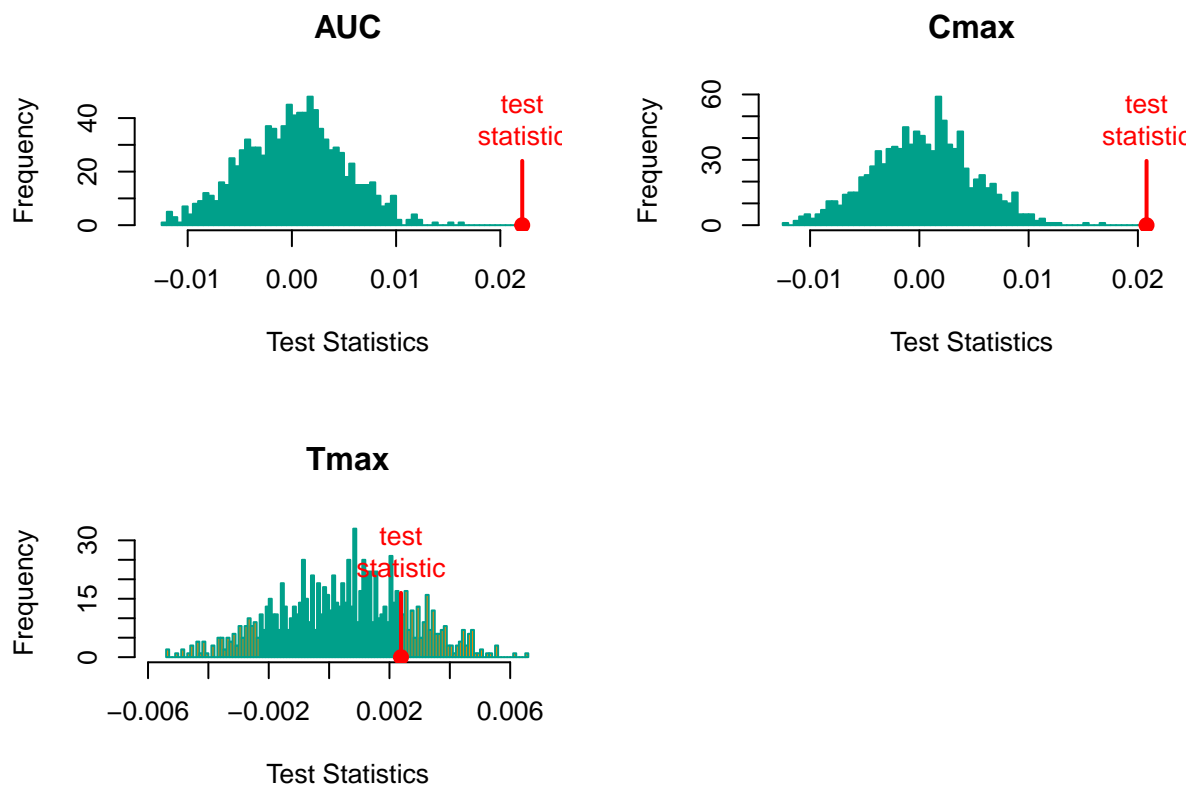 AUC
Frequency
0
20
40
test
statistic
−0.01
0.00
0.01
0.02
Test Statistics
Cmax
Frequency
0
30
60
test
statistic
−0.01
0.00
0.01
0.02
Test Statistics
Tmax
Frequency
0
15
30
test
statistic
−0.006
−0.002
0.002
0.006
Test Statistics